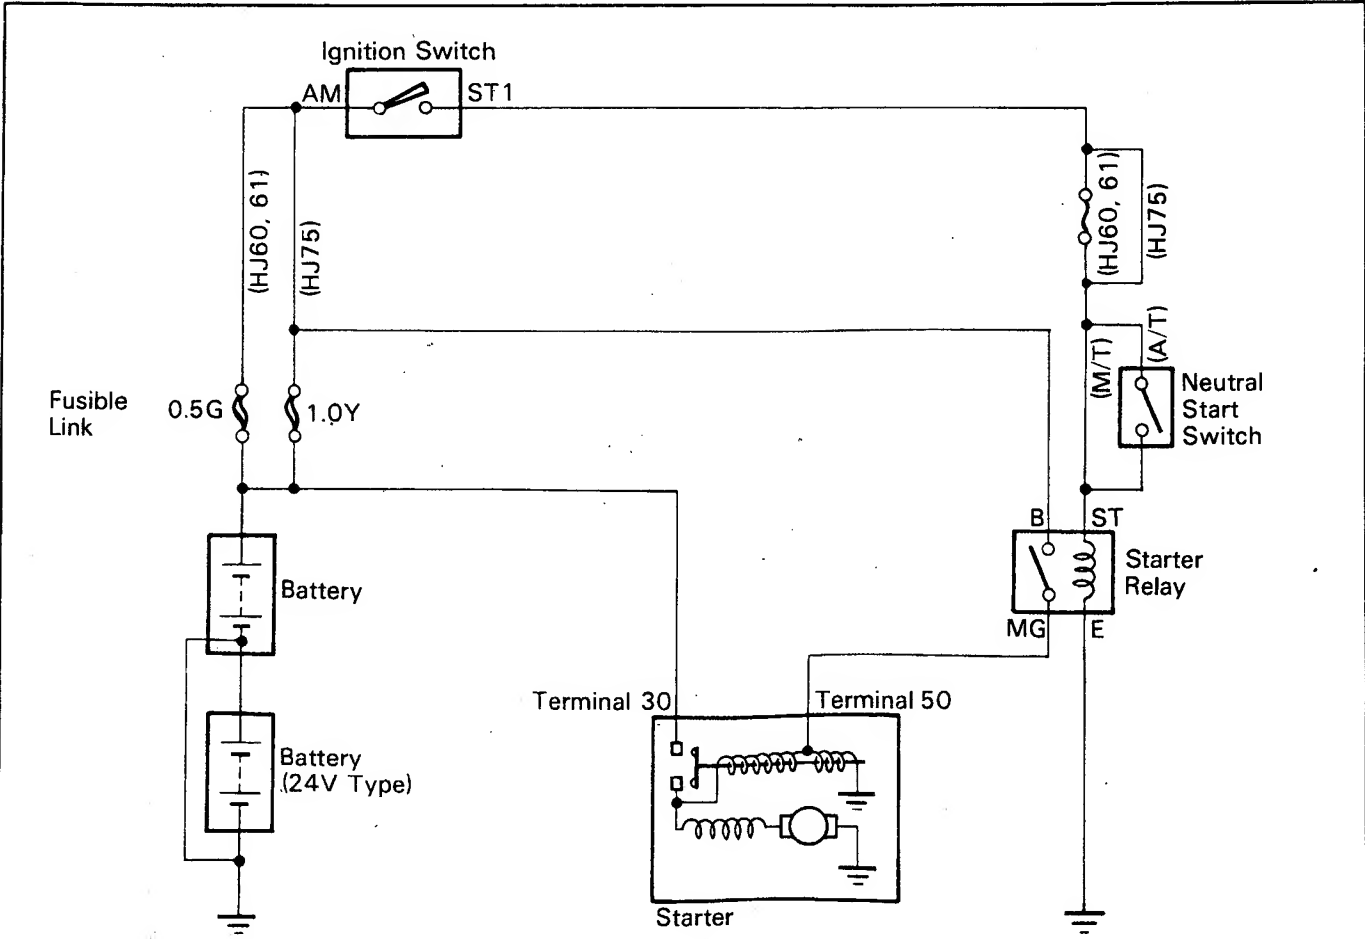 Ignition Switch
AM
ST1
(HJ60, 61)
(HJ75)
(HJ60, 61)
(HJ75)
(M/T)
(A/T)
Neutral
Start
Switch
Fusible
Link
0.5G
1.0Y
B
ST
Starter
Relay
MG
E
Battery
Terminal 30
Terminal 50
Battery
(24V Type)
Starter